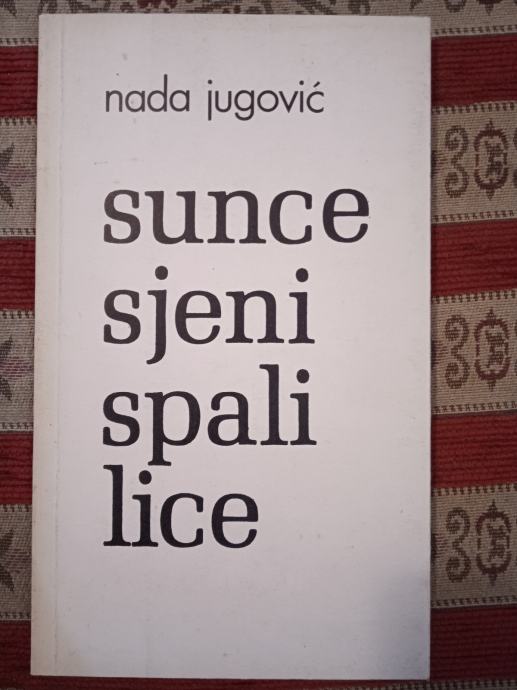 nada jugović
sunce
sjeni
spali
lice